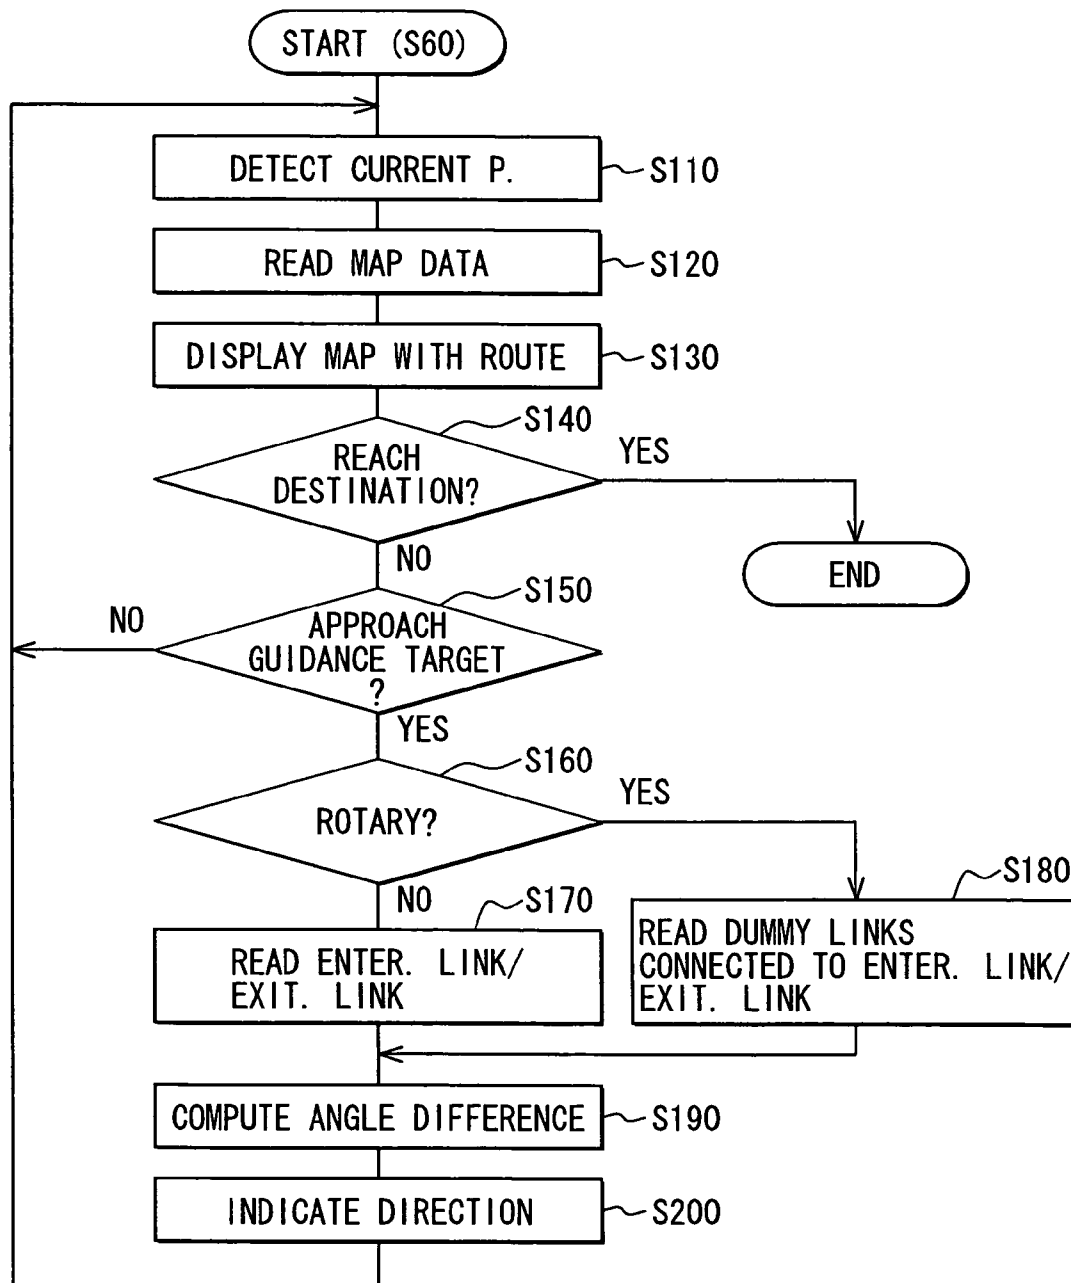 START (S60)
DETECT CURRENT P.
S110
READ MAP DATA
S120
DISPLAY MAP WITH ROUTE
S130
S140
REACH
DESTINATION?
YES
NO
END
S150
NO
APPROACH
GUIDANCE TARGET
?
YES
S160
YES
ROTARY?
NO
S170
S180
READ ENTER. LINK/
EXIT. LINK
READ DUMMY LINKS
CONNECTED TO ENTER. LINK/
EXIT. LINK
COMPUTE ANGLE DIFFERENCE
S190
INDICATE DIRECTION
S200